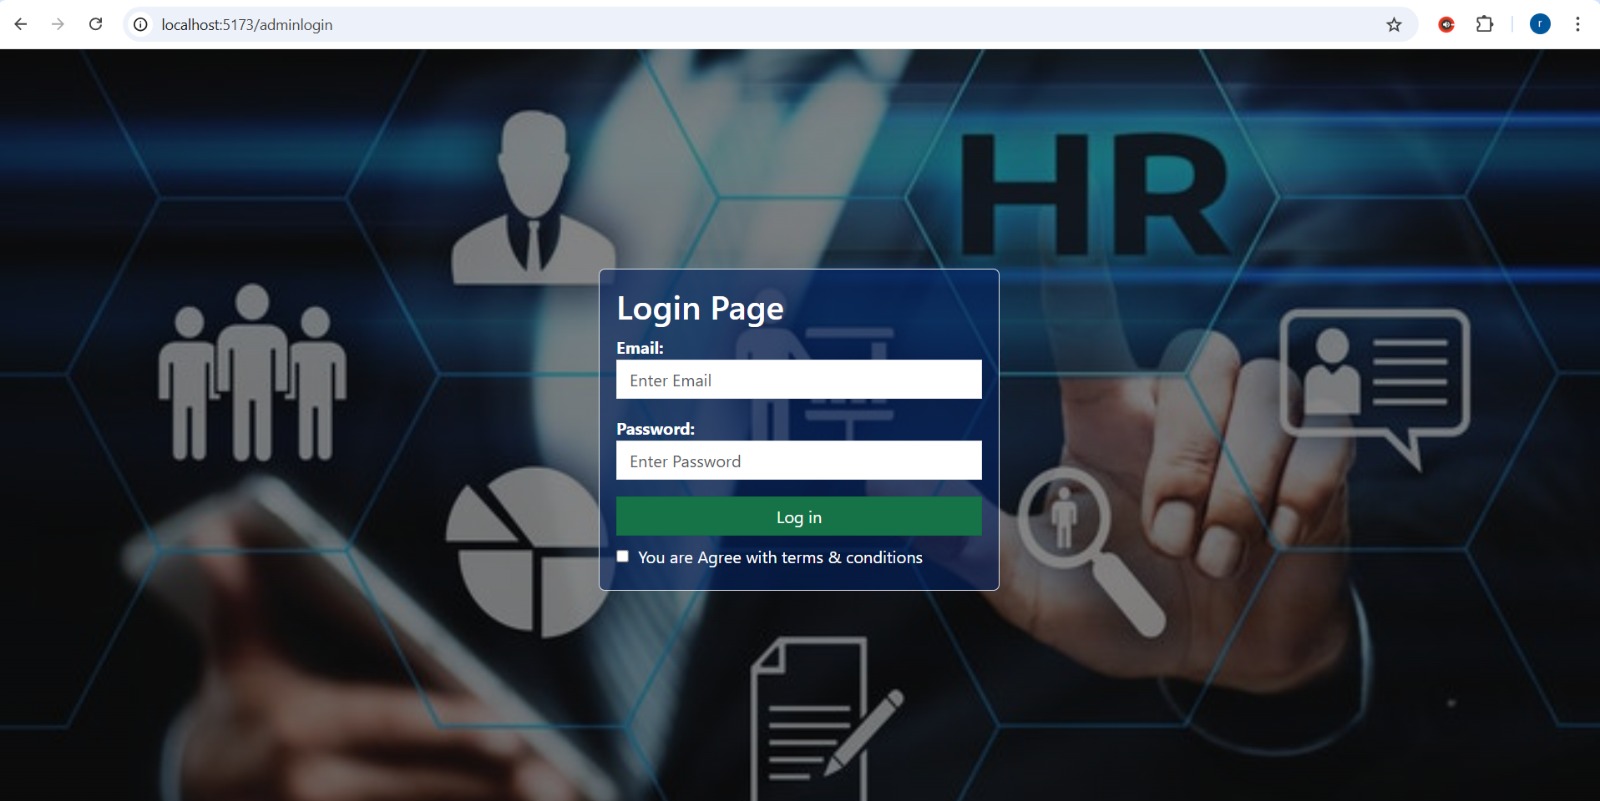 localhost:5173/adminlogin
r
HR
Login Page
Email:
Enter Email
Password:
Enter Password
Log in
You are Agree with terms & conditions